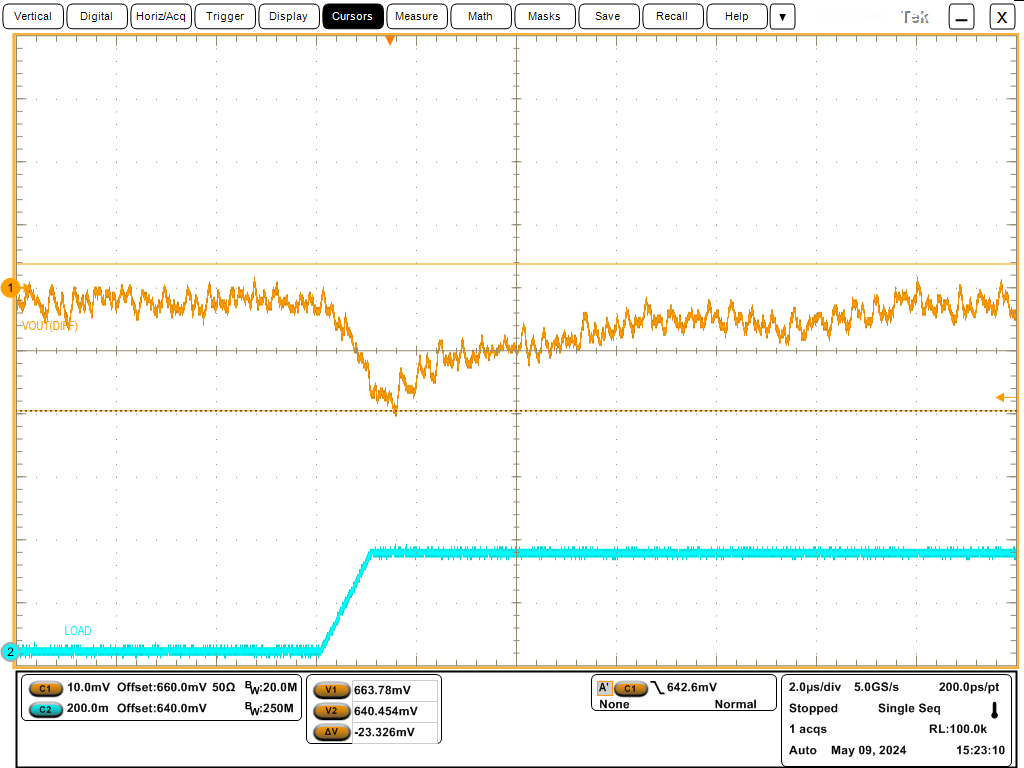 Vertical Digital Horiz/Acq Trigger Display Cursors Measure Math Masks Save Recall Help ▼ Tek X
1
VOUT(DIFF)
LOAD
2
C1 10.0mV Offset:660.0mV 50Ω BW:20.0M
C2 200.0m Offset:640.0mV BW:250M
V1 663.78mV
V2 640.454mV
ΔV -23.326mV
A' C1 642.6mV
None Normal
2.0µs/div 5.0GS/s 200.0ps/pt
Stopped Single Seq
1 acqs RL:100.0k
Auto May 09, 2024 15:23:10